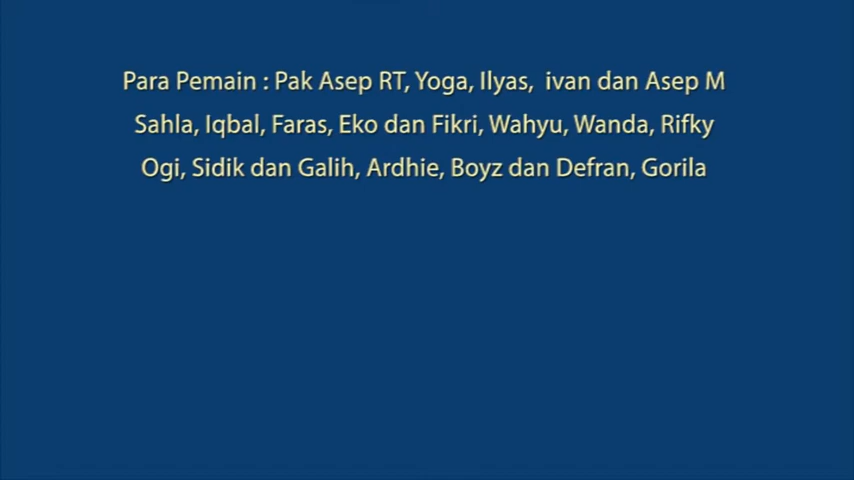 Para Pemain : Pak Asep RT, Yoga, Ilyas,  ivan dan Asep M
Sahla, Iqbal, Faras, Eko dan Fikri, Wahyu, Wanda, Rifky
Ogi, Sidik dan Galih, Ardhie, Boyz dan Defran, Gorila